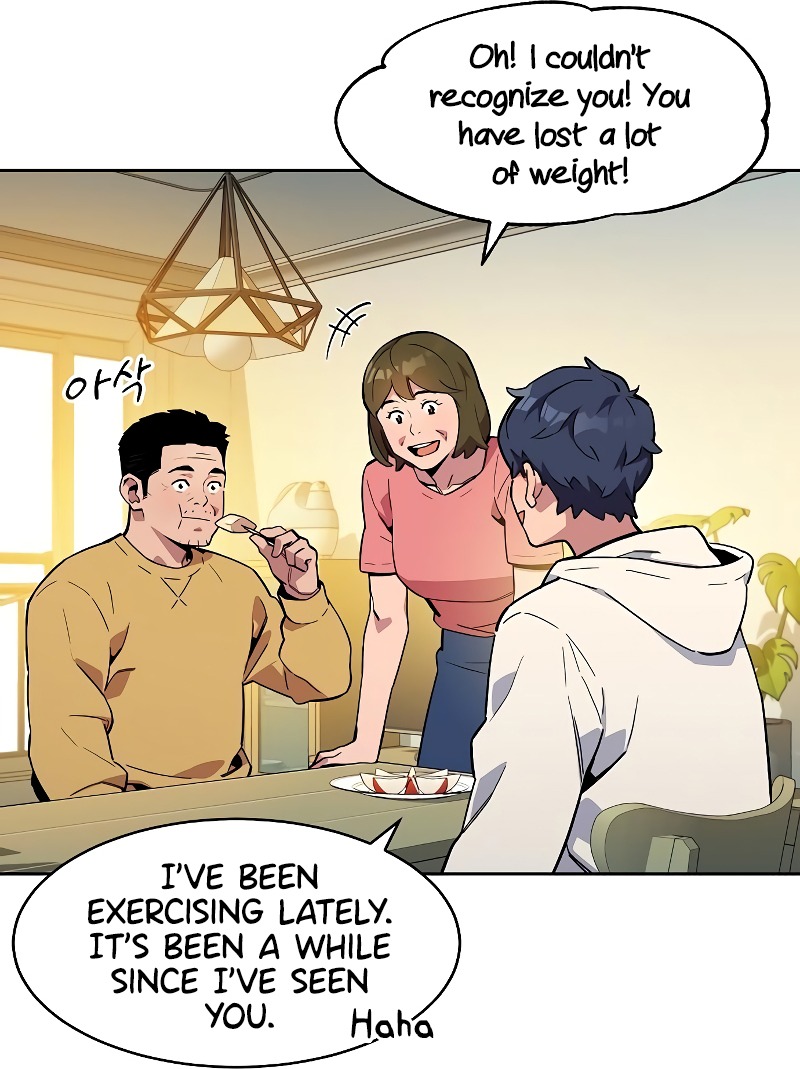 Oh! I couldn't
recognize you! You
have lost a lot
of weight!
아삭
I'VE BEEN
EXERCISING LATELY.
IT'S BEEN A WHILE
SINCE I'VE SEEN
YOU.
Haha